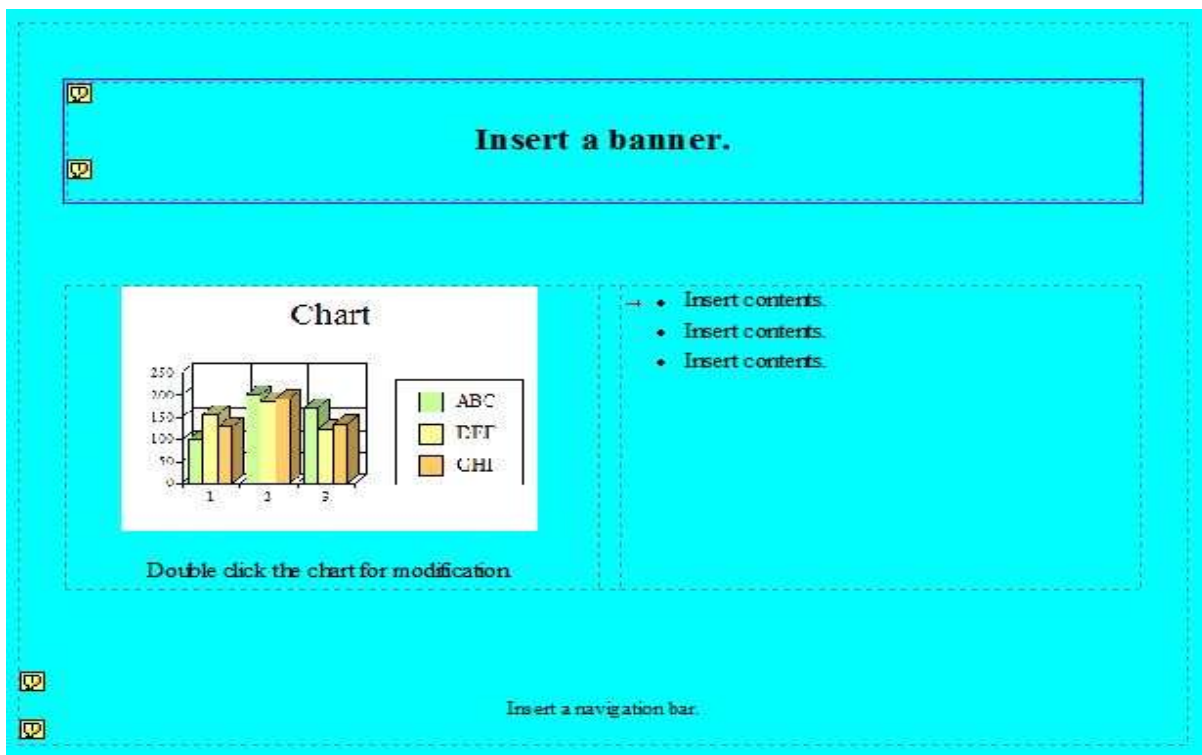 Insert a banner.
Chart
250
200
150
100
50
0
1 2 3
ABC
DEF
GHI
Double click the chart for modification
• Insert contents.
• Insert contents.
• Insert contents.
Insert a navigation bar.